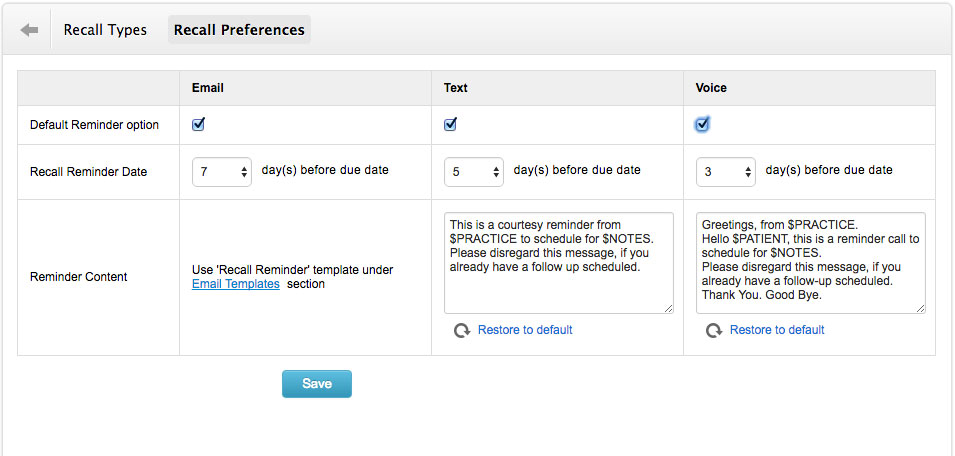 Recall Types Recall Preferences
Email Text Voice
Default Reminder option
Recall Reminder Date 7 day(s) before due date 5 day(s) before due date 3 day(s) before due date
Reminder Content
Use 'Recall Reminder' template under
Email Templates section
This is a courtesy reminder from
$PRACTICE to schedule for $NOTES.
Please disregard this message, if you
already have a follow up scheduled.
Restore to default
Greetings, from $PRACTICE.
Hello $PATIENT, this is a reminder call to
schedule for $NOTES.
Please disregard this message, if you
already have a follow-up scheduled.
Thank You. Good Bye.
Restore to default
Save